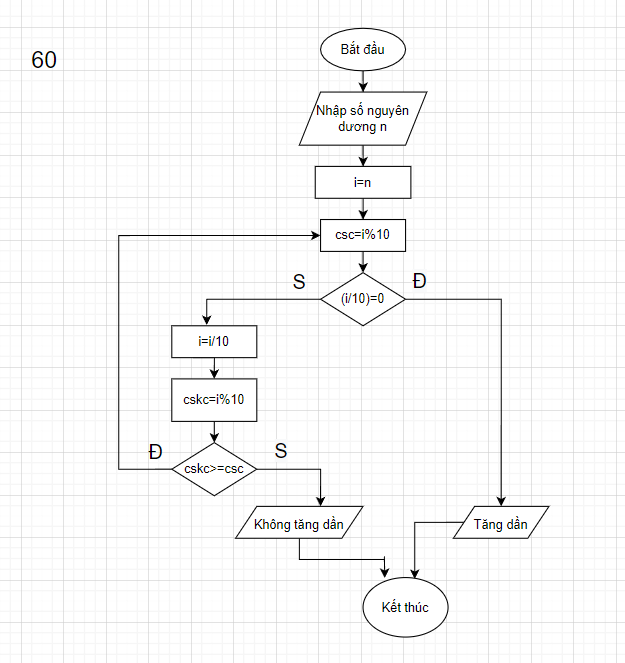 60
Bắt đầu
Nhập số nguyên
dương n
i=n
csc=i%10
S
Đ
(i/10)=0
i=i/10
cskc=i%10
Đ
S
cskc>=csc
Không tăng dần
Tăng dần
Kết thúc